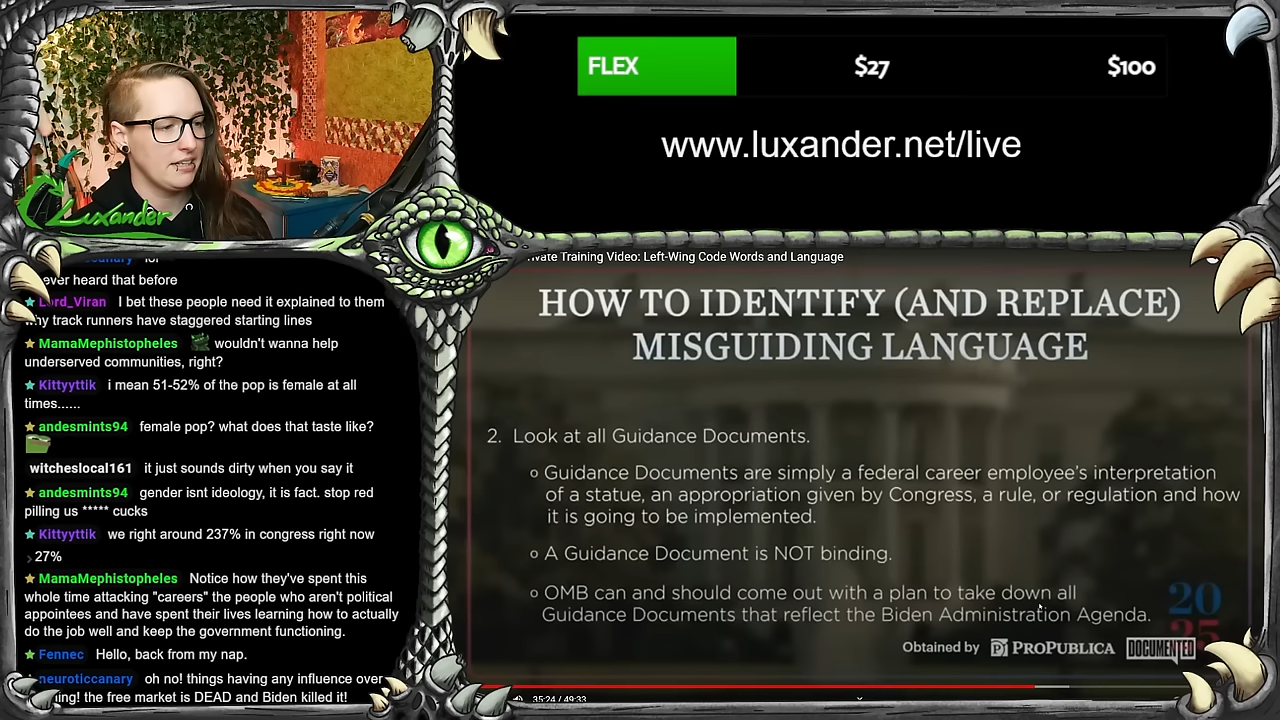 FLEX $27 $100
www.luxander.net/live
Luxander
lol
ever heard that before
Lord_Viran I bet these people need it explained to them
why track runners have staggered starting lines
MamaMephistopheles wouldn't wanna help
underserved communities, right?
Kittyyttik i mean 51-52% of the pop is female at all
times......
andesmints94 female pop? what does that taste like?
witcheslocal161 it just sounds dirty when you say it
andesmints94 gender isnt ideology, it is fact. stop red
pilling us ***** cucks
Kittyyttik we right around 237% in congress right now
27%
MamaMephistopheles Notice how they've spent this
whole time attacking "careers" the people who aren't political
appointees and have spent their lives learning how to actually
do the job well and keep the government functioning.
Fennec Hello, back from my nap.
neuroticcanary oh no! things having any influence over
ing! the free market is DEAD and Biden killed it!
ivate Training Video: Left-Wing Code Words and Language
HOW TO IDENTIFY (AND REPLACE)
MISGUIDING LANGUAGE
2. Look at all Guidance Documents.
o Guidance Documents are simply a federal career employee's interpretation
of a statue, an appropriation given by Congress, a rule, or regulation and how
it is going to be implemented.
o A Guidance Document is NOT binding.
o OMB can and should come out with a plan to take down all
Guidance Documents that reflect the Biden Administration Agenda.
20
25
Obtained by PROPUBLICA DOCUMENTED
35:24 / 49:33